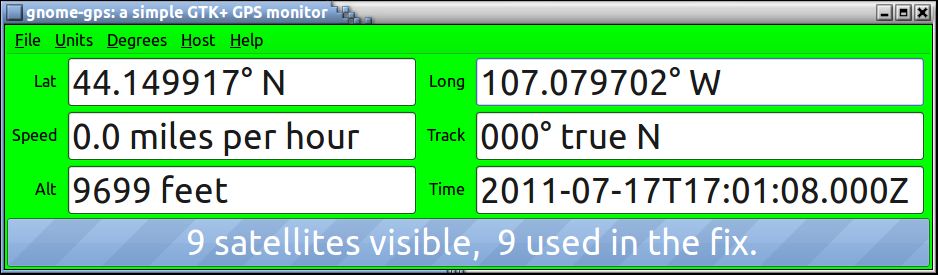 gnome-gps: a simple GTK+ GPS monitor
File Units Degrees Host Help
Lat 44.149917° N Long 107.079702° W
Speed 0.0 miles per hour Track 000° true N
Alt 9699 feet Time 2011-07-17T17:01:08.000Z
9 satellites visible, 9 used in the fix.